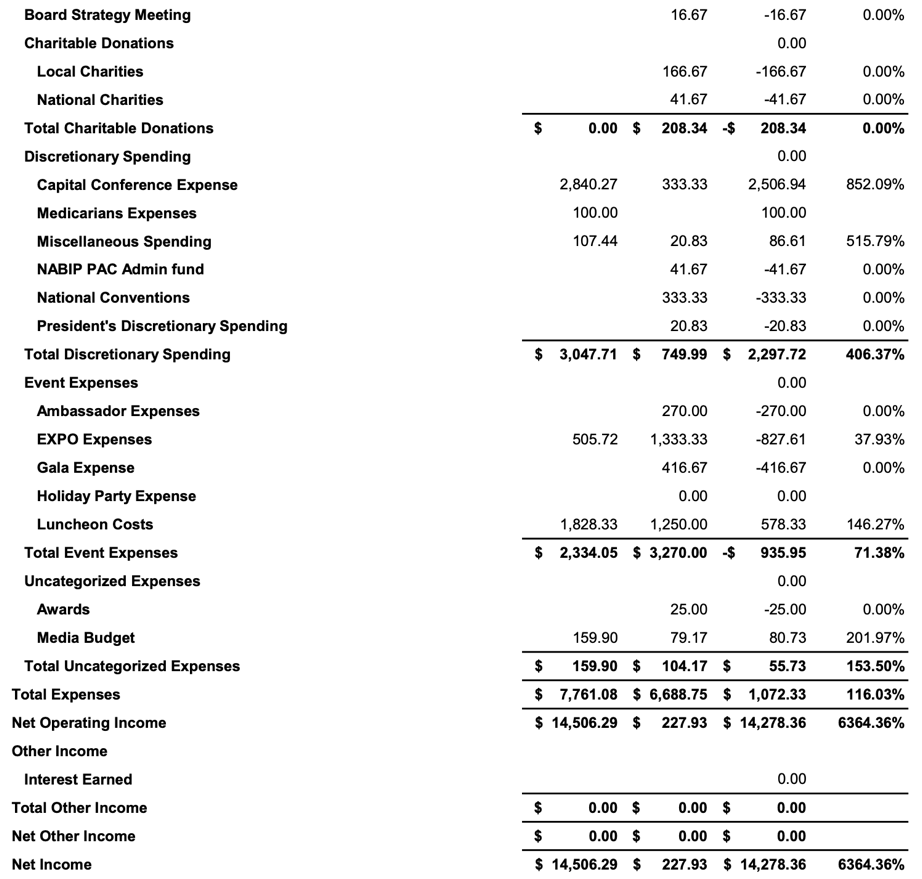 Board Strategy Meeting 16.67 -16.67 0.00%
Charitable Donations 0.00
Local Charities 166.67 -166.67 0.00%
National Charities 41.67 -41.67 0.00%
Total Charitable Donations $ 0.00 $ 208.34 -$ 208.34 0.00%
Discretionary Spending 0.00
Capital Conference Expense 2,840.27 333.33 2,506.94 852.09%
Medicarians Expenses 100.00 100.00
Miscellaneous Spending 107.44 20.83 86.61 515.79%
NABIP PAC Admin fund 41.67 -41.67 0.00%
National Conventions 333.33 -333.33 0.00%
President's Discretionary Spending 20.83 -20.83 0.00%
Total Discretionary Spending $ 3,047.71 $ 749.99 $ 2,297.72 406.37%
Event Expenses 0.00
Ambassador Expenses 270.00 -270.00 0.00%
EXPO Expenses 505.72 1,333.33 -827.61 37.93%
Gala Expense 416.67 -416.67 0.00%
Holiday Party Expense 0.00 0.00
Luncheon Costs 1,828.33 1,250.00 578.33 146.27%
Total Event Expenses $ 2,334.05 $ 3,270.00 -$ 935.95 71.38%
Uncategorized Expenses 0.00
Awards 25.00 -25.00 0.00%
Media Budget 159.90 79.17 80.73 201.97%
Total Uncategorized Expenses $ 159.90 $ 104.17 $ 55.73 153.50%
Total Expenses $ 7,761.08 $ 6,688.75 $ 1,072.33 116.03%
Net Operating Income $ 14,506.29 $ 227.93 $ 14,278.36 6364.36%
Other Income
Interest Earned 0.00
Total Other Income $ 0.00 $ 0.00 $ 0.00
Net Other Income $ 0.00 $ 0.00 $ 0.00
Net Income $ 14,506.29 $ 227.93 $ 14,278.36 6364.36%